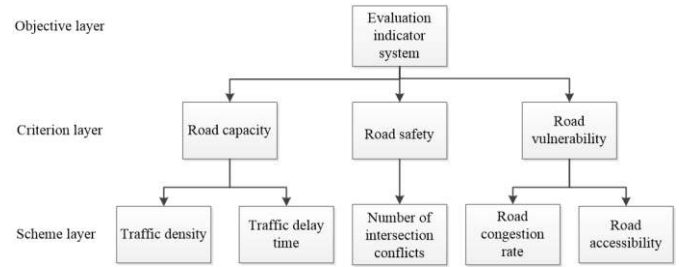 Objective layer
Evaluation
indicator
system
Criterion layer
Road capacity
Road safety
Road
vulnerability
Scheme layer
Traffic density
Traffic delay
time
Number of
intersection
conflicts
Road
congestion
rate
Road
accessibility